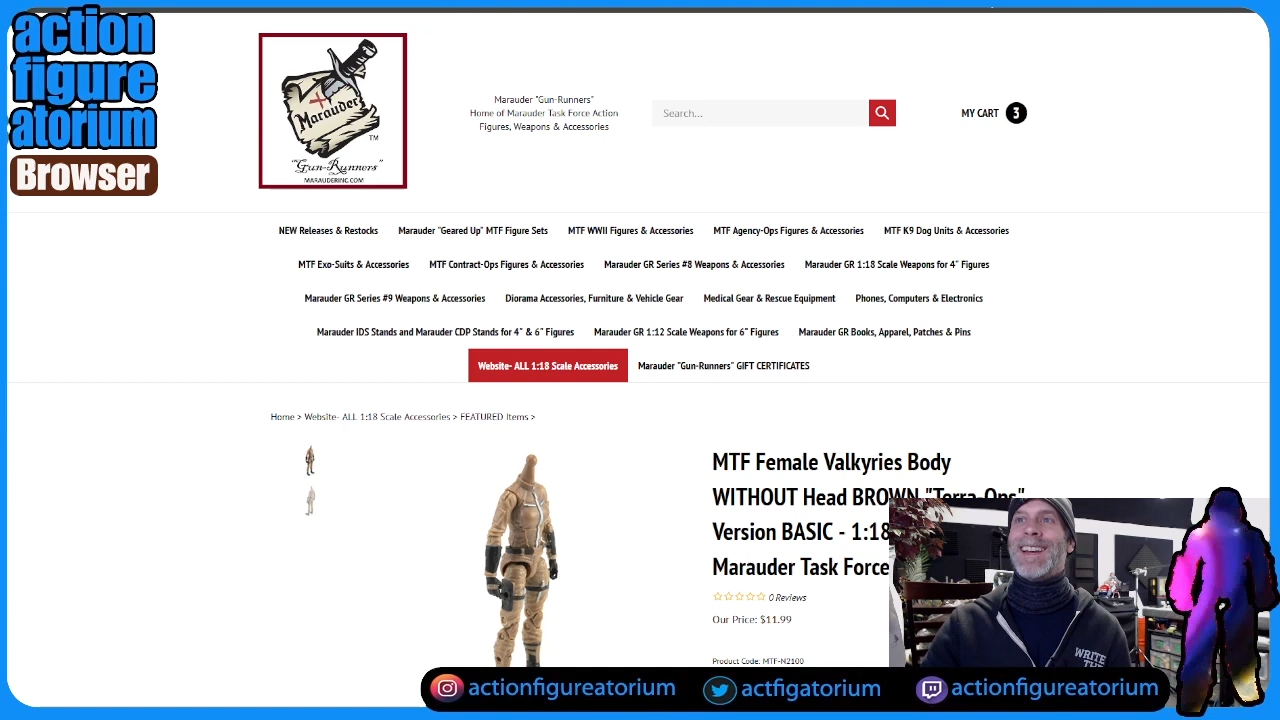 action
figure
atorium
Browser
Marauder
TM
"Gun-Runners"
MARAUDERINC.COM
Marauder "Gun-Runners"
Home of Marauder Task Force Action
Figures, Weapons & Accessories
Search...
MY CART 3
NEW Releases & Restocks
Marauder "Geared Up" MTF Figure Sets
MTF WWII Figures & Accessories
MTF Agency-Ops Figures & Accessories
MTF K9 Dog Units & Accessories
MTF Exo-Suits & Accessories
MTF Contract-Ops Figures & Accessories
Marauder GR Series #8 Weapons & Accessories
Marauder GR 1:18 Scale Weapons for 4" Figures
Marauder GR Series #9 Weapons & Accessories
Diorama Accessories, Furniture & Vehicle Gear
Medical Gear & Rescue Equipment
Phones, Computers & Electronics
Marauder IDS Stands and Marauder CDP Stands for 4" & 6" Figures
Marauder GR 1:12 Scale Weapons for 6" Figures
Marauder GR Books, Apparel, Patches & Pins
Website- ALL 1:18 Scale Accessories
Marauder "Gun-Runners" GIFT CERTIFICATES
Home > Website- ALL 1:18 Scale Accessories > FEATURED Items >
MTF Female Valkyries Body
WITHOUT Head BROWN "Terra-Ops"
Version BASIC - 1:18
Marauder Task Force
0 Reviews
Our Price: $11.99
Product Code: MTF-N2100
WRITE
actionfigureatorium
actfigatorium
actionfigureatorium